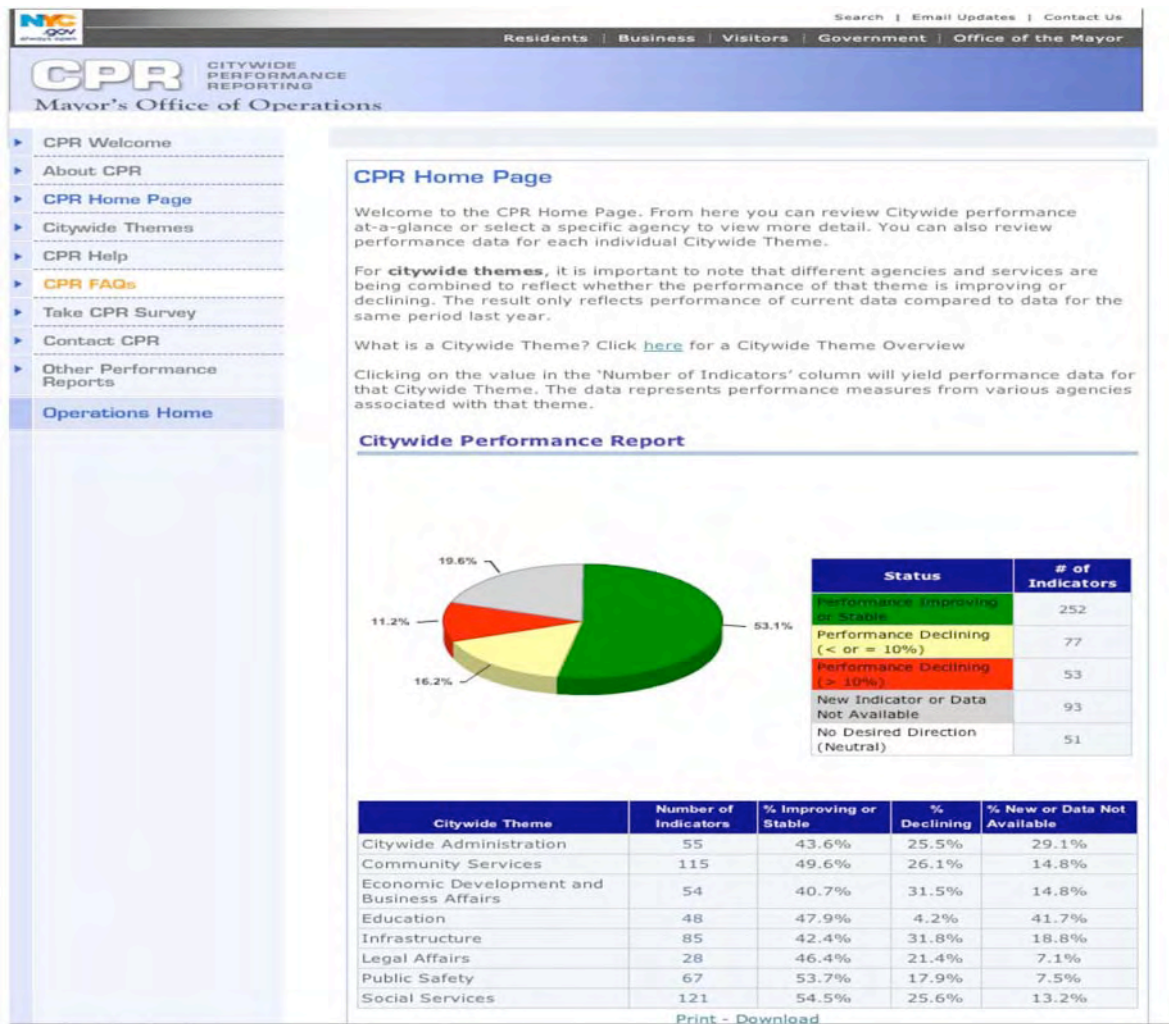 NYC
.gov
always open
Search | Email Updates | Contact Us
Residents | Business | Visitors | Government | Office of the Mayor
CPR CITYWIDE
PERFORMANCE
REPORTING
Mayor's Office of Operations
CPR Welcome
About CPR
CPR Home Page
Citywide Themes
CPR Help
CPR FAQs
Take CPR Survey
Contact CPR
Other Performance
Reports
Operations Home
CPR Home Page
Welcome to the CPR Home Page. From here you can review Citywide performance
at-a-glance or select a specific agency to view more detail. You can also review
performance data for each individual Citywide Theme.
For citywide themes, it is important to note that different agencies and services are
being combined to reflect whether the performance of that theme is improving or
declining. The result only reflects performance of current data compared to data for the
same period last year.
What is a Citywide Theme? Click here for a Citywide Theme Overview
Clicking on the value in the 'Number of Indicators' column will yield performance data for
that Citywide Theme. The data represents performance measures from various agencies
associated with that theme.
Citywide Performance Report
19.6%
11.2%
16.2%
53.1%
Status # of
Indicators
Performance Improving
or Stable 252
Performance Declining
(< or = 10%) 77
Performance Declining
(> 10%) 53
New Indicator or Data
Not Available 93
No Desired Direction
(Neutral) 51
Citywide Theme Number of
Indicators % Improving or
Stable %
Declining % New or Data Not
Available
Citywide Administration 55 43.6% 25.5% 29.1%
Community Services 115 49.6% 26.1% 14.8%
Economic Development and
Business Affairs 54 40.7% 31.5% 14.8%
Education 48 47.9% 4.2% 41.7%
Infrastructure 85 42.4% 31.8% 18.8%
Legal Affairs 28 46.4% 21.4% 7.1%
Public Safety 67 53.7% 17.9% 7.5%
Social Services 121 54.5% 25.6% 13.2%
Print - Download